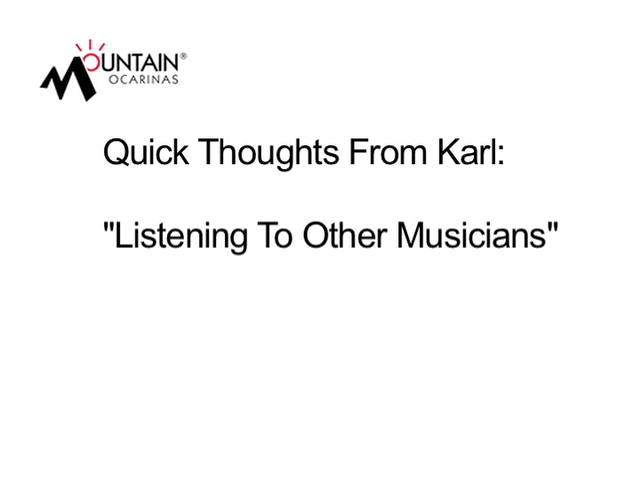 MOUNTAIN®
OCARINAS
Quick Thoughts From Karl:
"Listening To Other Musicians"